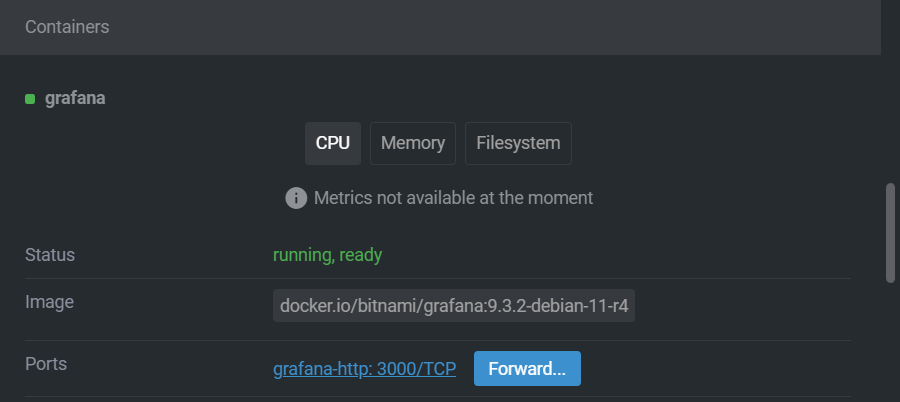 Containers
grafana
CPU Memory Filesystem
Metrics not available at the moment
Status running, ready
Image docker.io/bitnami/grafana:9.3.2-debian-11-r4
Ports grafana-http: 3000/TCP Forward...